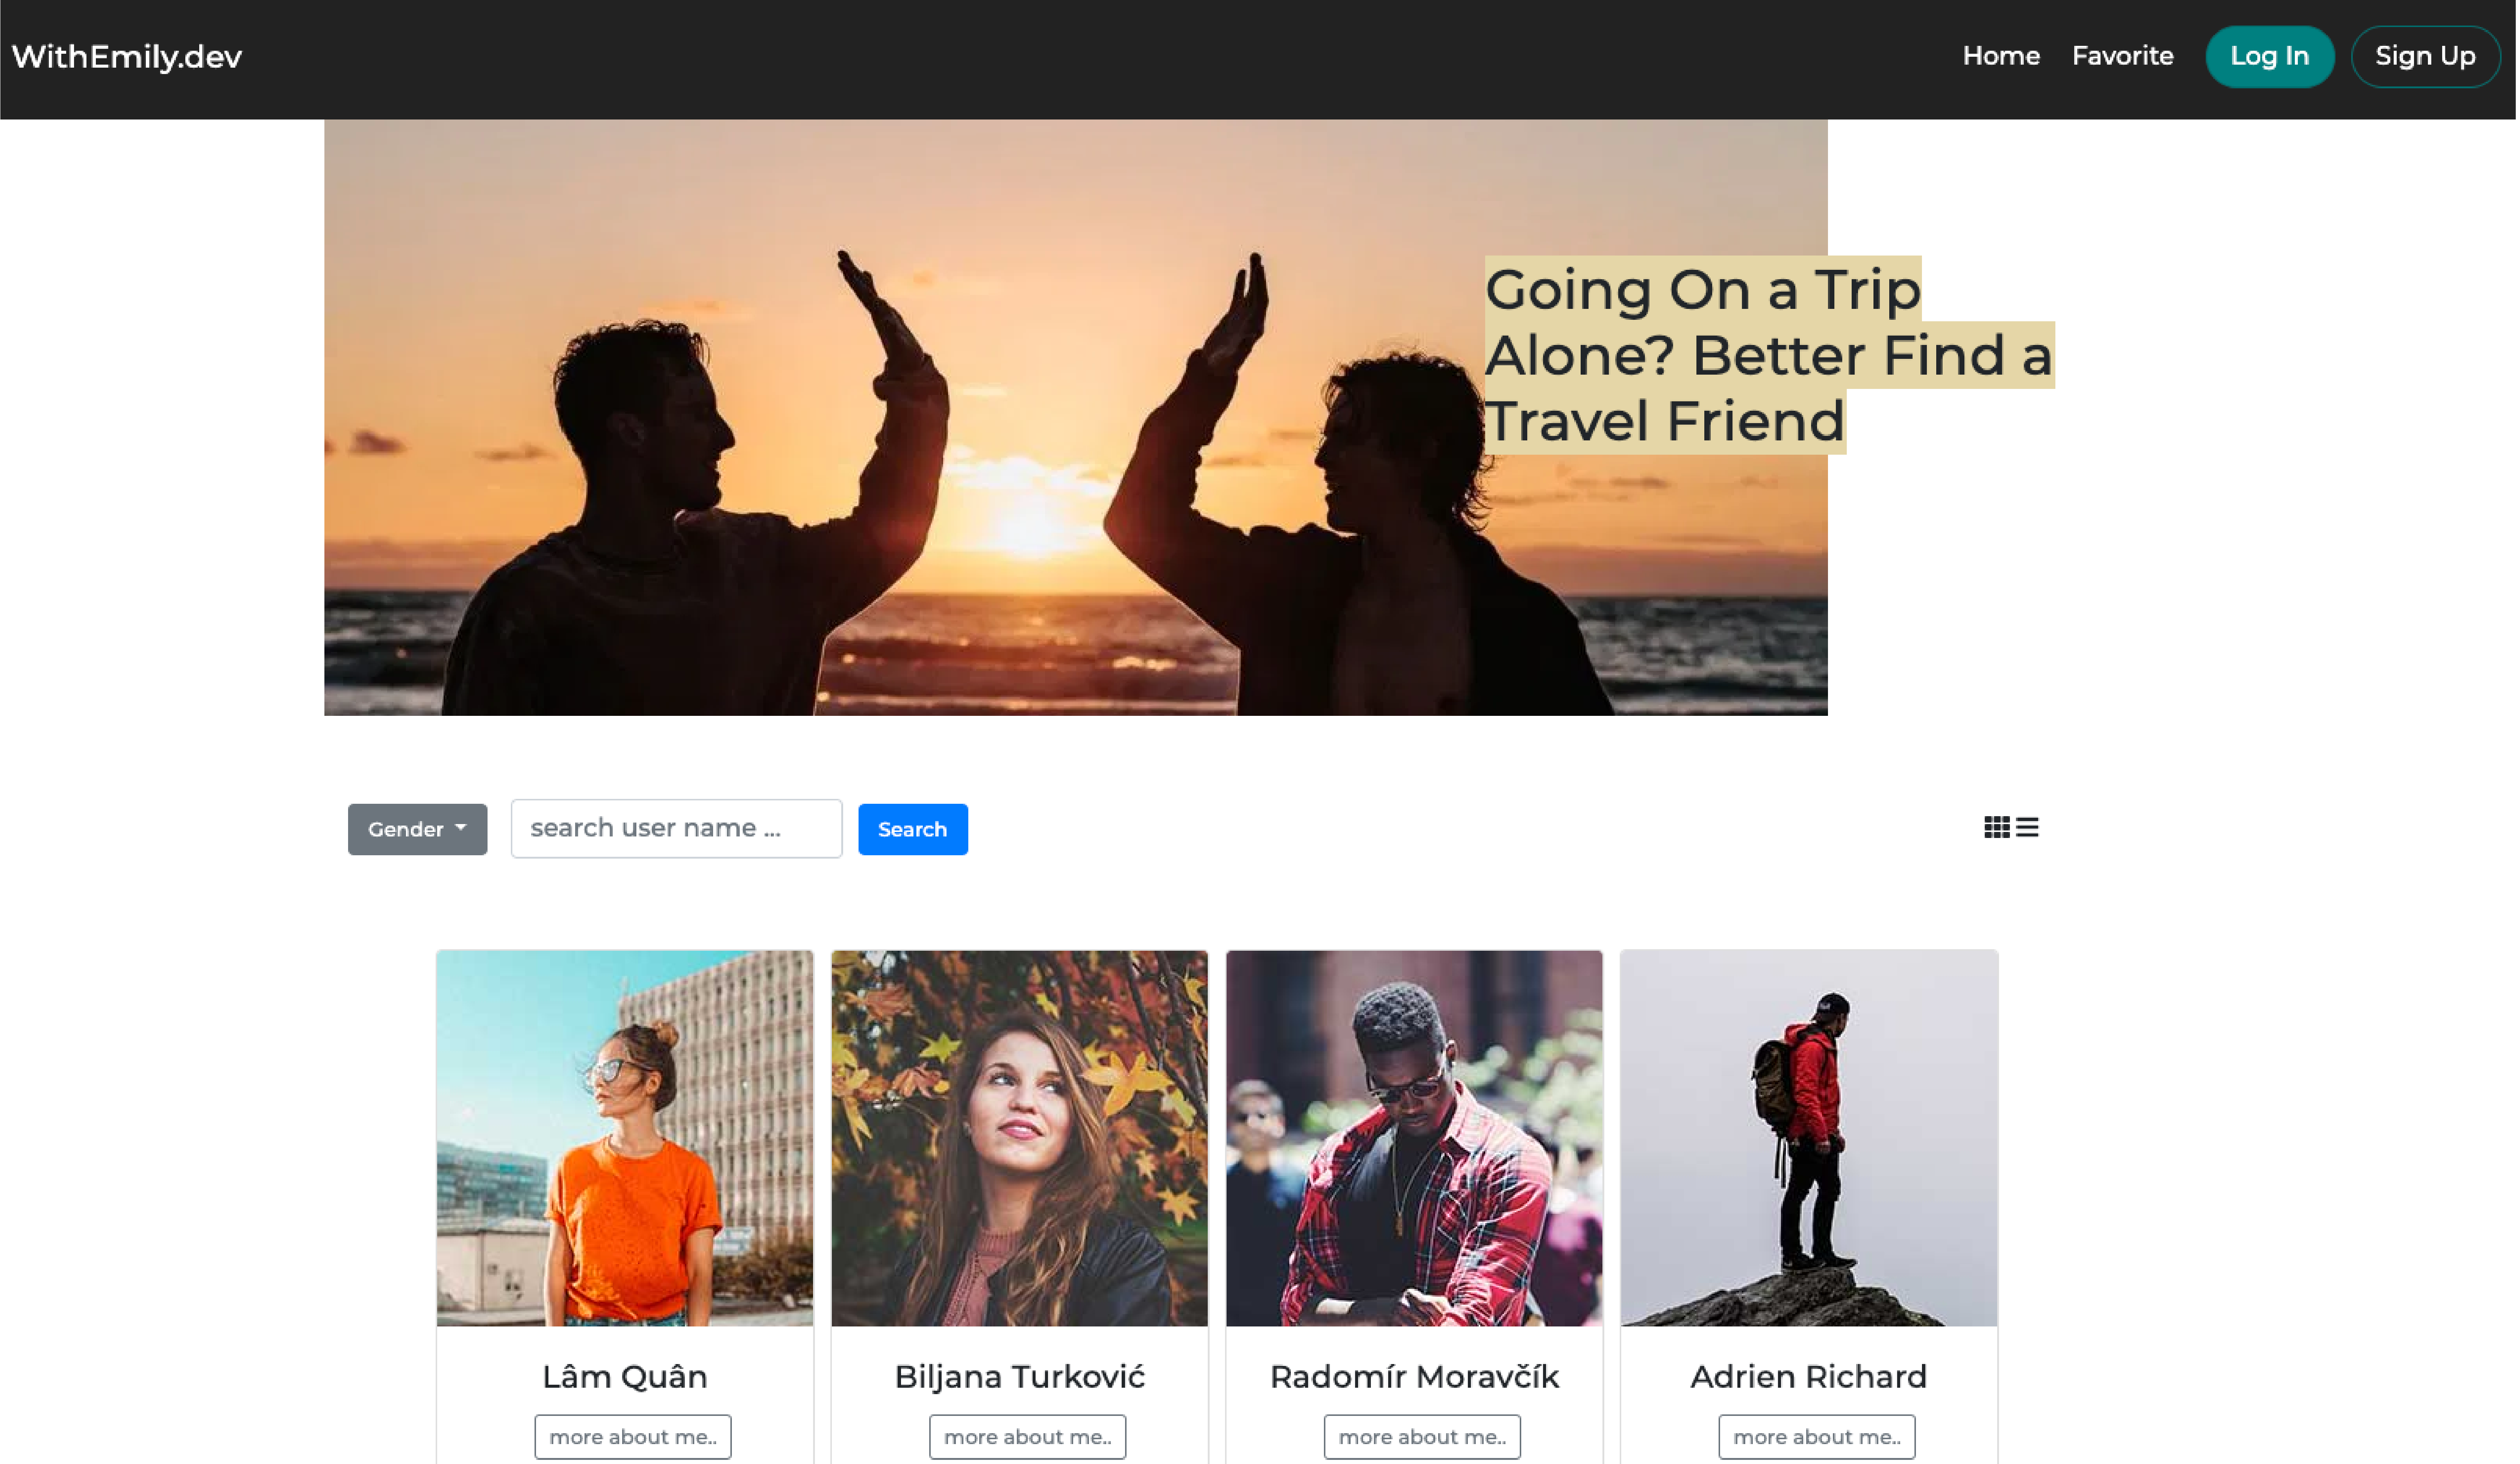 WithEmily.dev
Home Favorite Log In Sign Up
Going On a Trip
Alone? Better Find a
Travel Friend
Gender search user name ... Search
Lâm Quân
Biljana Turković
Radomír Moravčík
Adrien Richard
more about me..
more about me..
more about me..
more about me..